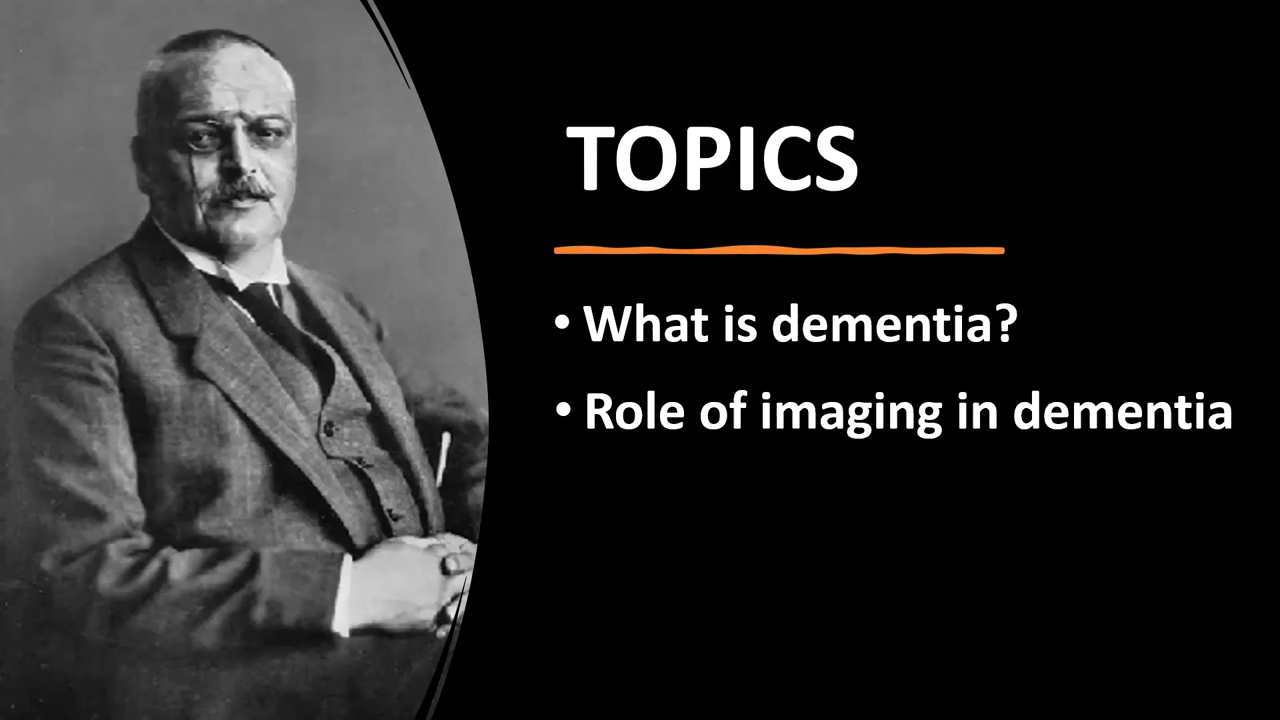 TOPICS
• What is dementia?
• Role of imaging in dementia